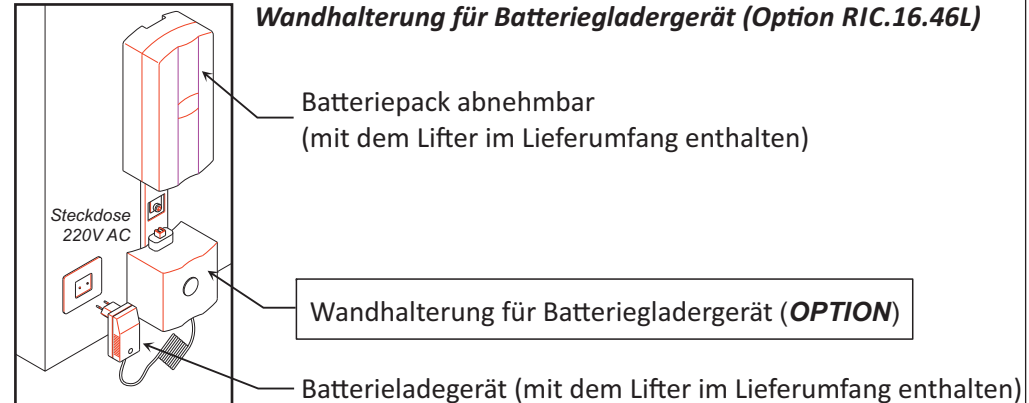 Wandhalterung für Batteriegladergerät (Option RIC.16.46L)
Batteriepack abnehmbar
(mit dem Lifter im Lieferumfang enthalten)
Steckdose
220V AC
Wandhalterung für Batteriegladergerät (OPTION)
Batterieladegerät (mit dem Lifter im Lieferumfang enthalten)